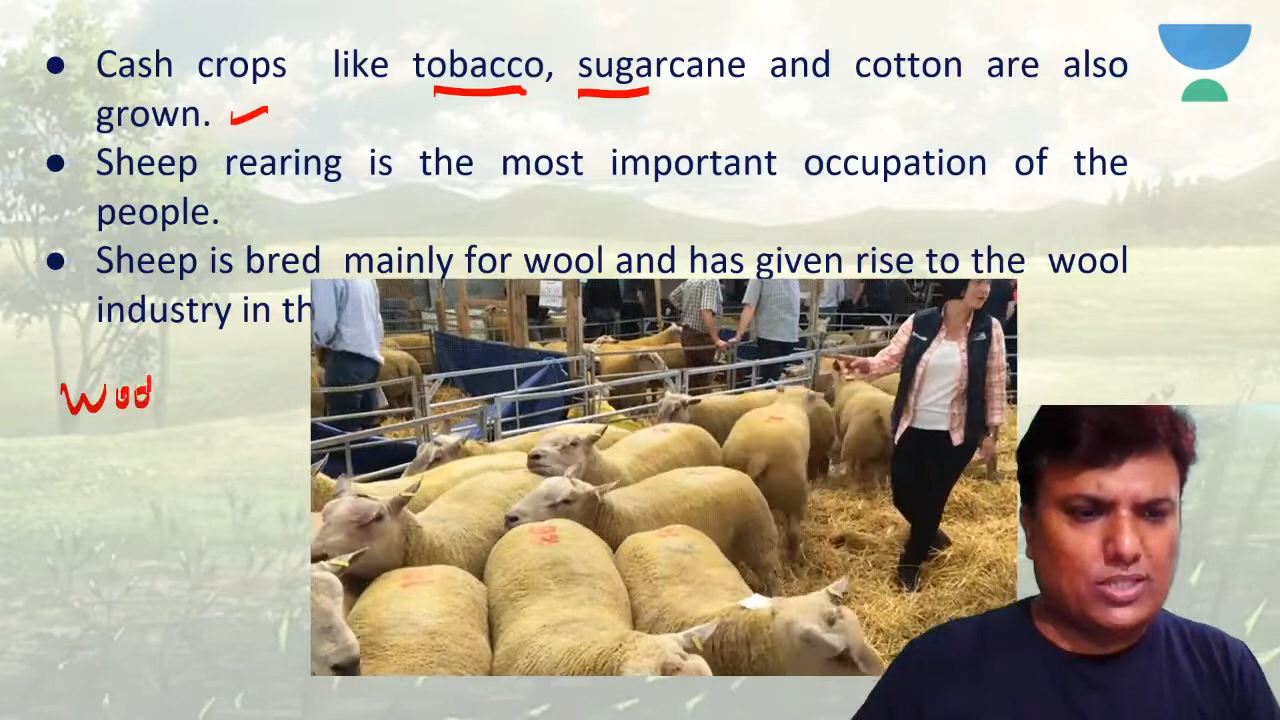 ● Cash crops like tobacco, sugarcane and cotton are also
grown.
● Sheep rearing is the most important occupation of the
people.
● Sheep is bred mainly for wool and has given rise to the wool
industry in th